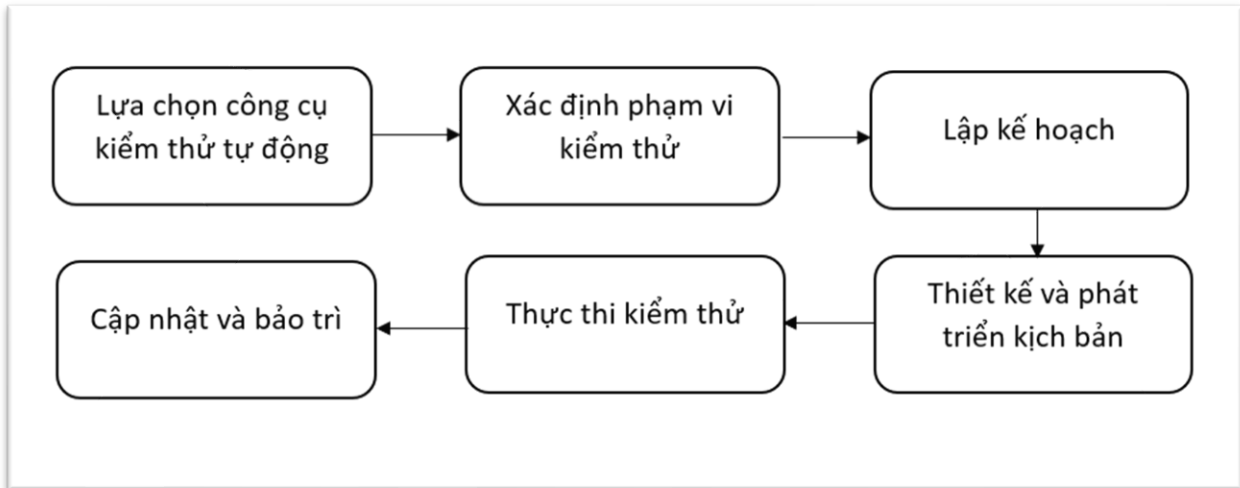 Lựa chọn công cụ
kiểm thử tự động
Xác định phạm vi
kiểm thử
Lập kế hoạch
Thiết kế và phát
triển kịch bản
Thực thi kiểm thử
Cập nhật và bảo trì